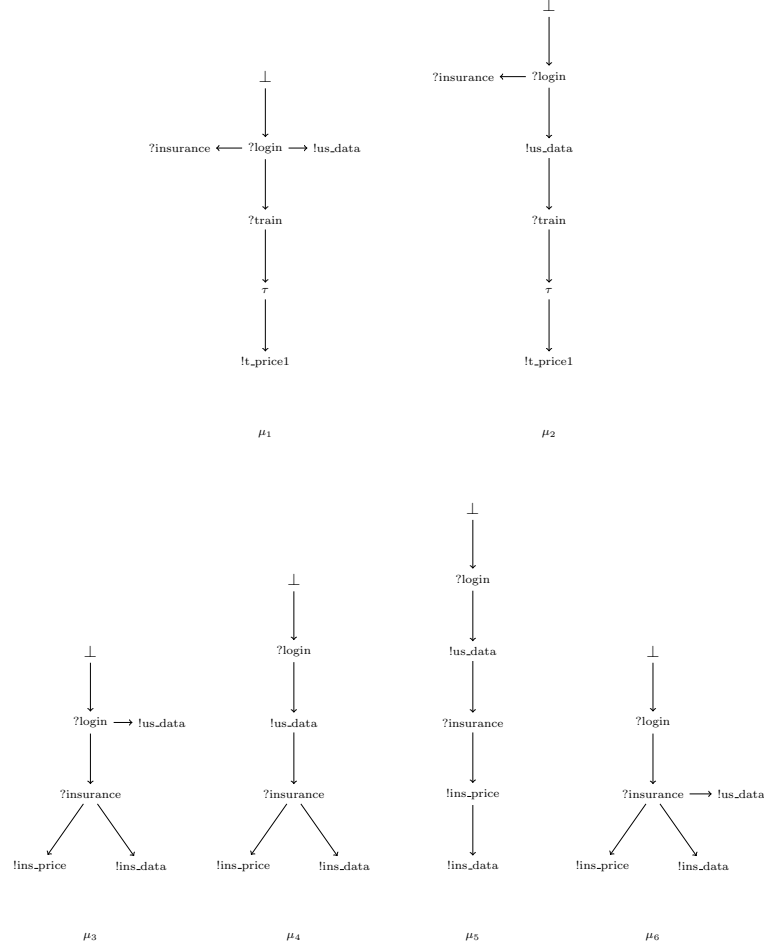 ⊥
⊥
?insurance ?login
?insurance ?login !us_data
!us_data
?train
?train
τ
τ
!t_price1
!t_price1
μ1
μ2
⊥
⊥
?login
⊥
?login
!us_data
⊥
?login !us_data
!us_data
?insurance
?login
?insurance
?insurance
!ins_price
?insurance !us_data
!ins_price !ins_data
!ins_price !ins_data
!ins_data
!ins_price !ins_data
μ3
μ4
μ5
μ6